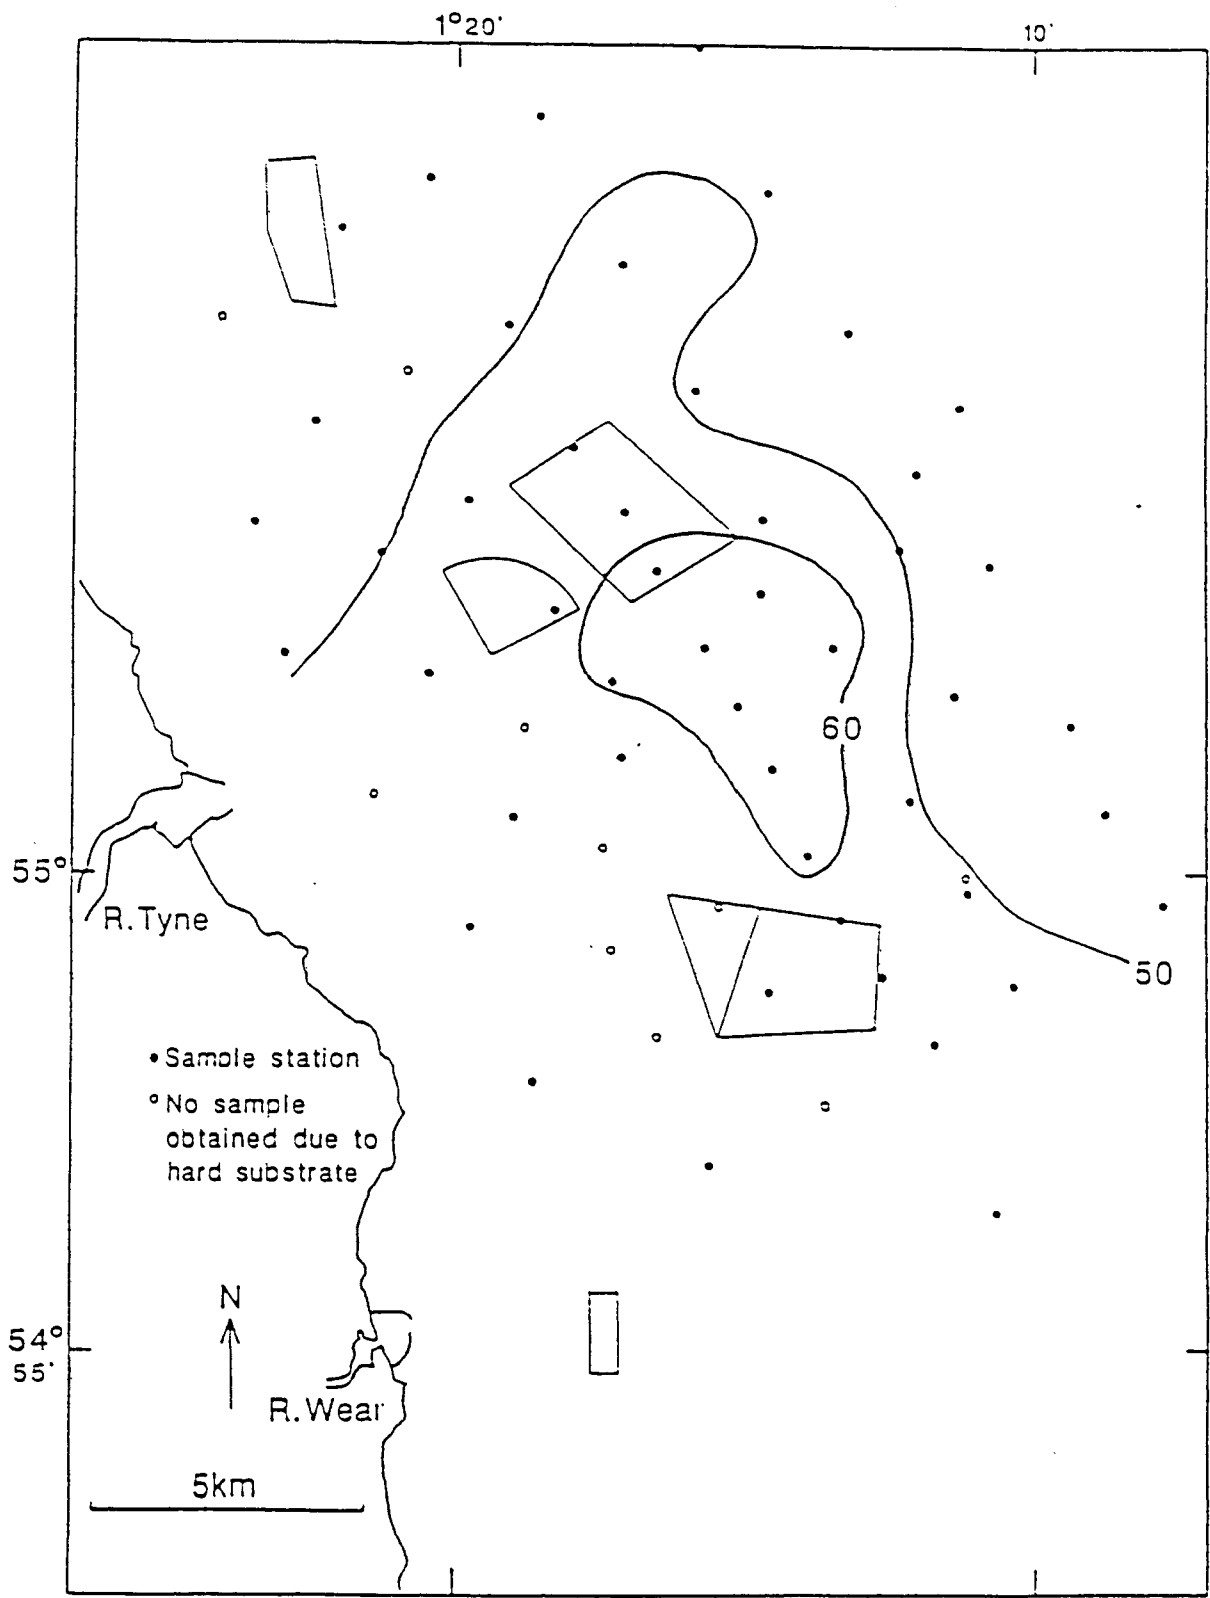 1°20'
10'
60
55°
R.Tyne
50
Sample station
No sample
obtained due to
hard substrate
N
54°
55'
R.Wear
5km